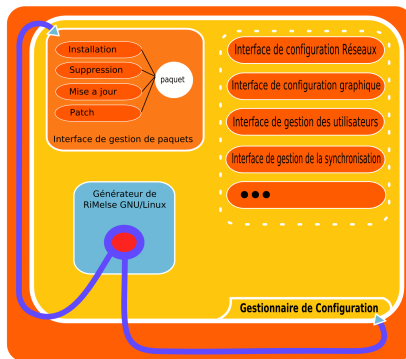 Installation
Suppression
Mise a jour
Patch
paquet
Interface de gestion de paquets
Interface de configuration Réseaux
Interface de configuration graphique
Interface de gestion des utilisateurs
Interface de gestion de la synchronisation
Générateur de
RiMelse GNU/Linux
Gestionnaire de Configuration